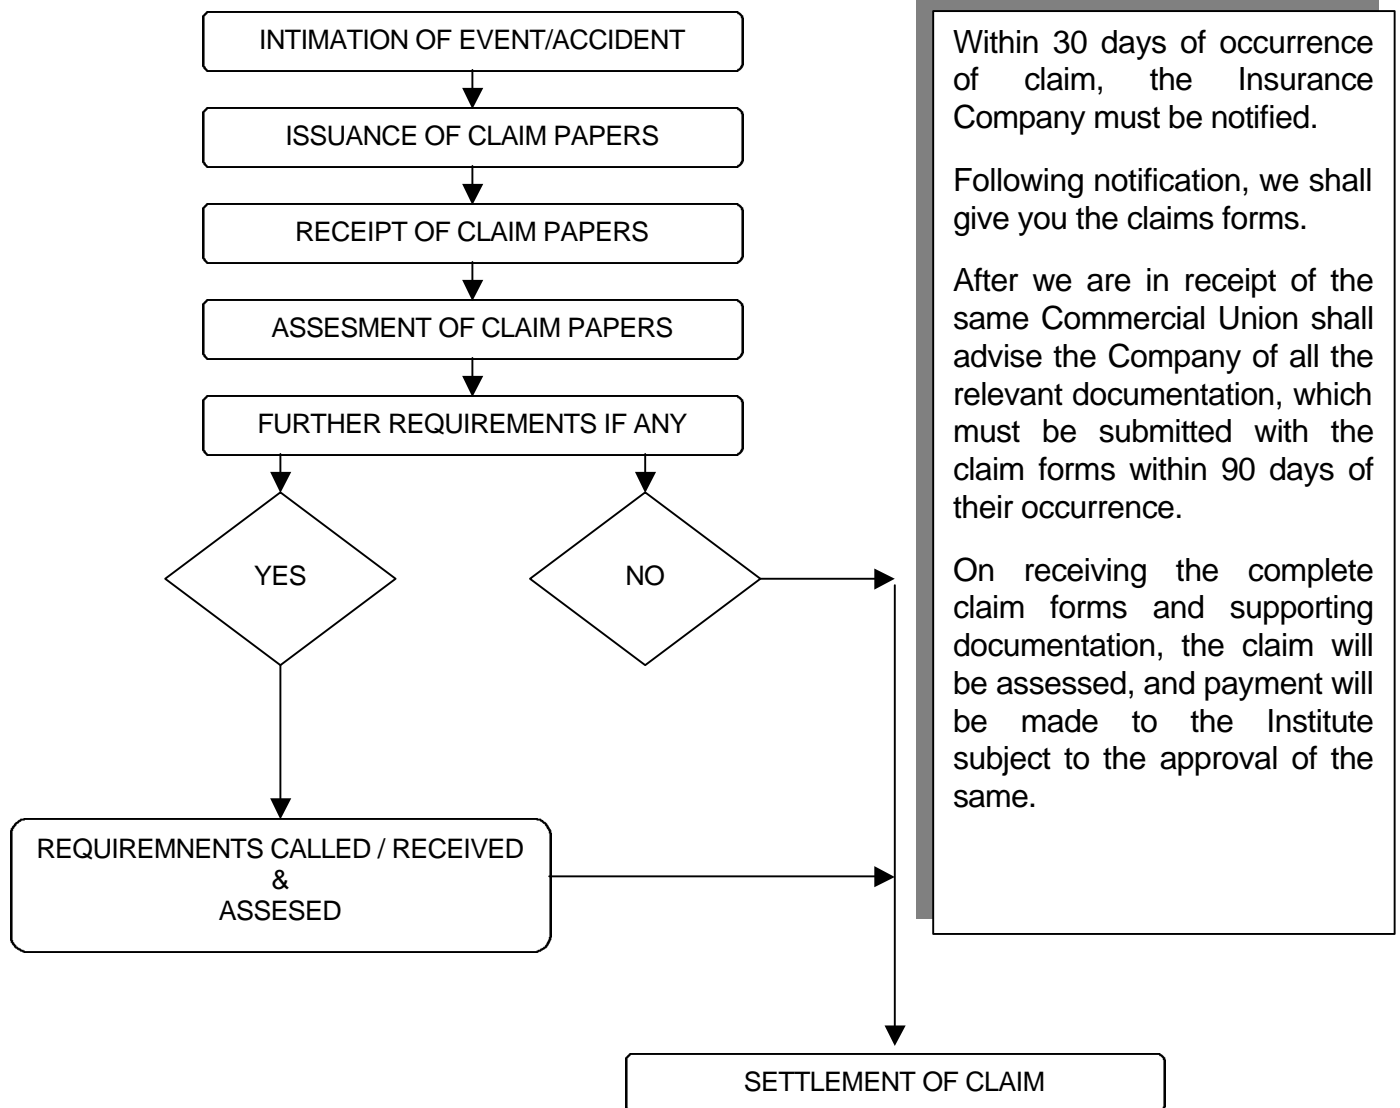 INTIMATION OF EVENT/ACCIDENT
ISSUANCE OF CLAIM PAPERS
RECEIPT OF CLAIM PAPERS
ASSESMENT OF CLAIM PAPERS
FURTHER REQUIREMENTS IF ANY
YES
NO
REQUIREMNENTS CALLED / RECEIVED
&
ASSESED
SETTLEMENT OF CLAIM
Within 30 days of occurrence
of claim, the Insurance
Company must be notified.
Following notification, we shall
give you the claims forms.
After we are in receipt of the
same Commercial Union shall
advise the Company of all the
relevant documentation, which
must be submitted with the
claim forms within 90 days of
their occurrence.
On receiving the complete
claim forms and supporting
documentation, the claim will
be assessed, and payment will
be made to the Institute
subject to the approval of the
same.